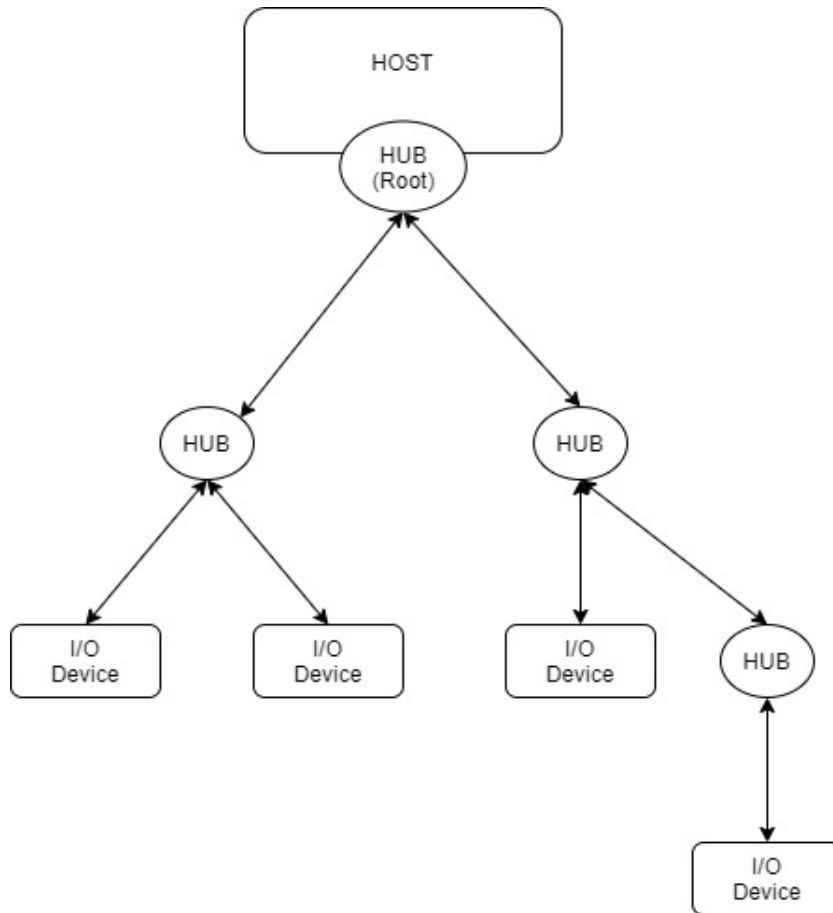 HOST
HUB
(Root)
HUB
HUB
I/O
Device
I/O
Device
I/O
Device
HUB
I/O
Device